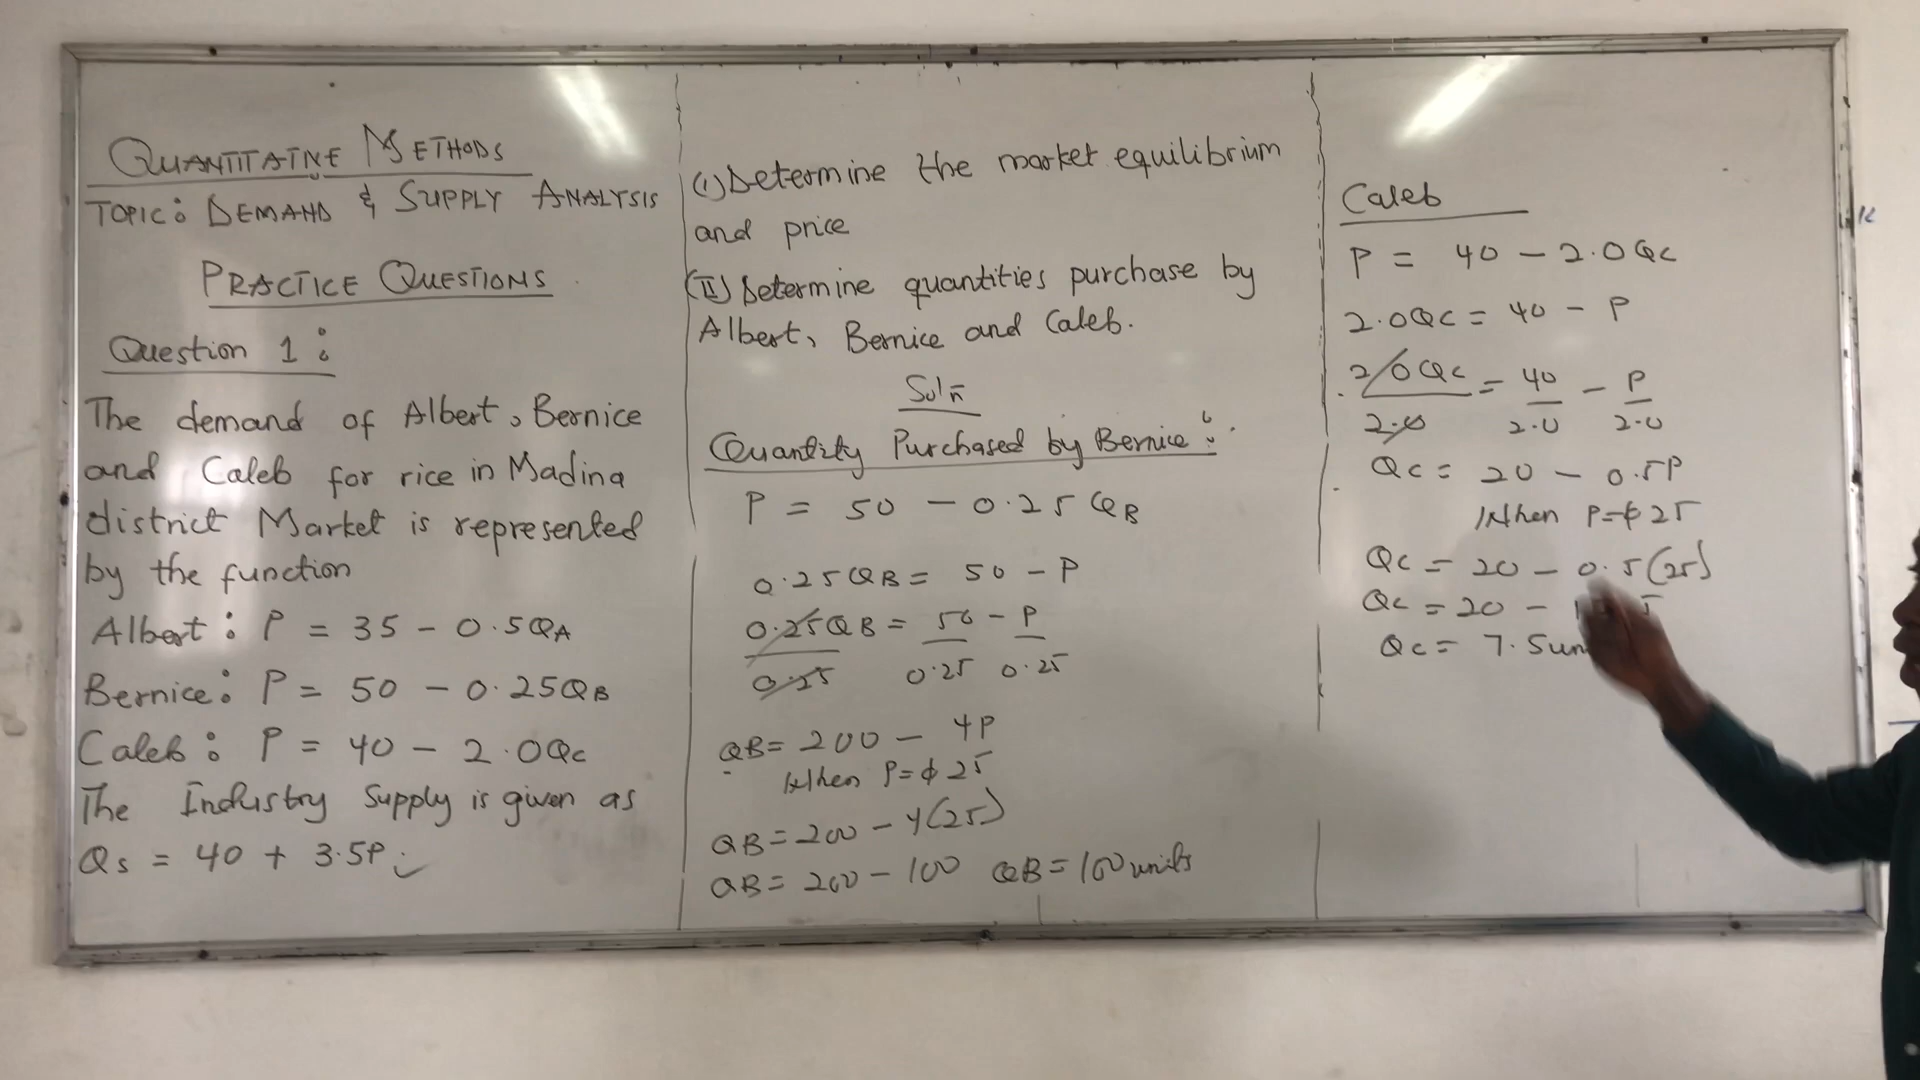 QUANTITATIVE METHODS
TOPIC: DEMAND & SUPPLY ANALYSIS
PRACTICE QUESTIONS
Question 1:
The demand of Albert, Bernice
and Caleb for rice in Madina
district Market is represented
by the function
Albert: P = 35 - 0.5QA
Bernice: P = 50 - 0.25QB
Caleb: P = 40 - 2.0Qc
The Industry Supply is given as
Qs = 40 + 3.5P
(i) Determine the market equilibrium
and price
(II) Determine quantities purchase by
Albert, Bernice and Caleb.
Soln
Quantity Purchased by Bernice:
P = 50 - 0.25QB
0.25QB = 50 - P
0.25QB = 50 - P
0.25 0.25 0.25
QB = 200 - 4P
When P = ¢25
QB = 200 - 4(25)
QB = 200 - 100 QB = 100 units
Caleb
P = 40 - 2.0Qc
2.0Qc = 40 - P
2.0Qc = 40 - P
2.0 2.0 2.0
Qc = 20 - 0.5P
When P = ¢25
Qc = 20 - 0.5(25)
Qc = 20 -
Qc = 7.5